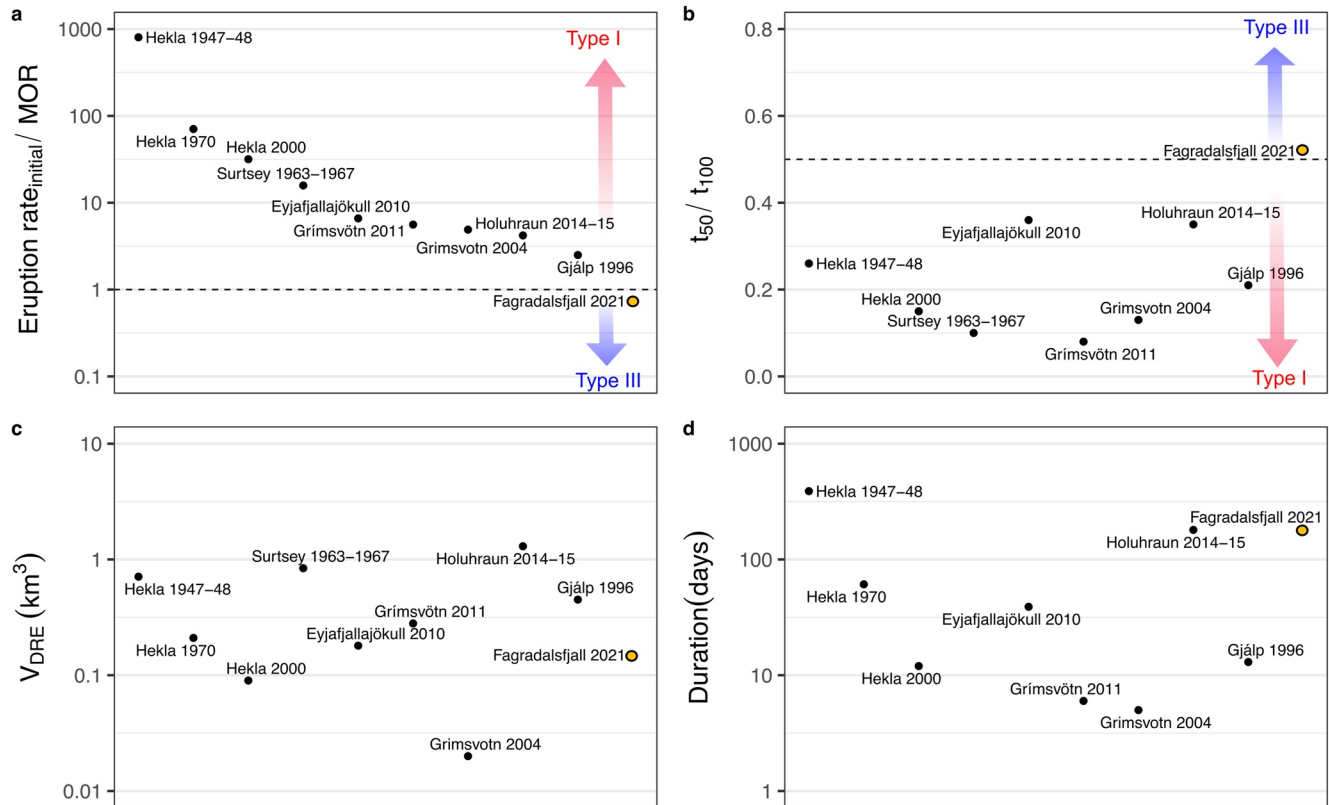 a
Eruption rate initial / MOR
1000
100
10
1
0.1
Hekla 1947–48
Type I
Hekla 1970
Hekla 2000
Surtsey 1963–1967
Eyjafjallajökull 2010
Grímsvötn 2011
Holuhraun 2014–15
Grimsvotn 2004
Gjálp 1996
Fagradalsfjall 2021
Type III
b
t50/ t100
0.8
0.6
0.4
0.2
0.0
Type III
Fagradalsfjall 2021
Holuhraun 2014–15
Eyjafjallajökull 2010
Hekla 1947–48
Gjálp 1996
Hekla 2000
Grimsvotn 2004
Surtsey 1963–1967
Grímsvötn 2011
Type I
c
VDRE (km3)
10
1
0.1
0.01
Surtsey 1963–1967
Holuhraun 2014–15
Hekla 1947–48
Gjálp 1996
Grímsvötn 2011
Eyjafjallajökull 2010
Hekla 1970
Fagradalsfjall 2021
Hekla 2000
Grimsvotn 2004
d
Duration(days)
1000
100
10
1
Hekla 1947–48
Fagradalsfjall 2021
Holuhraun 2014–15
Hekla 1970
Eyjafjallajökull 2010
Gjálp 1996
Hekla 2000
Grímsvötn 2011
Grimsvotn 2004